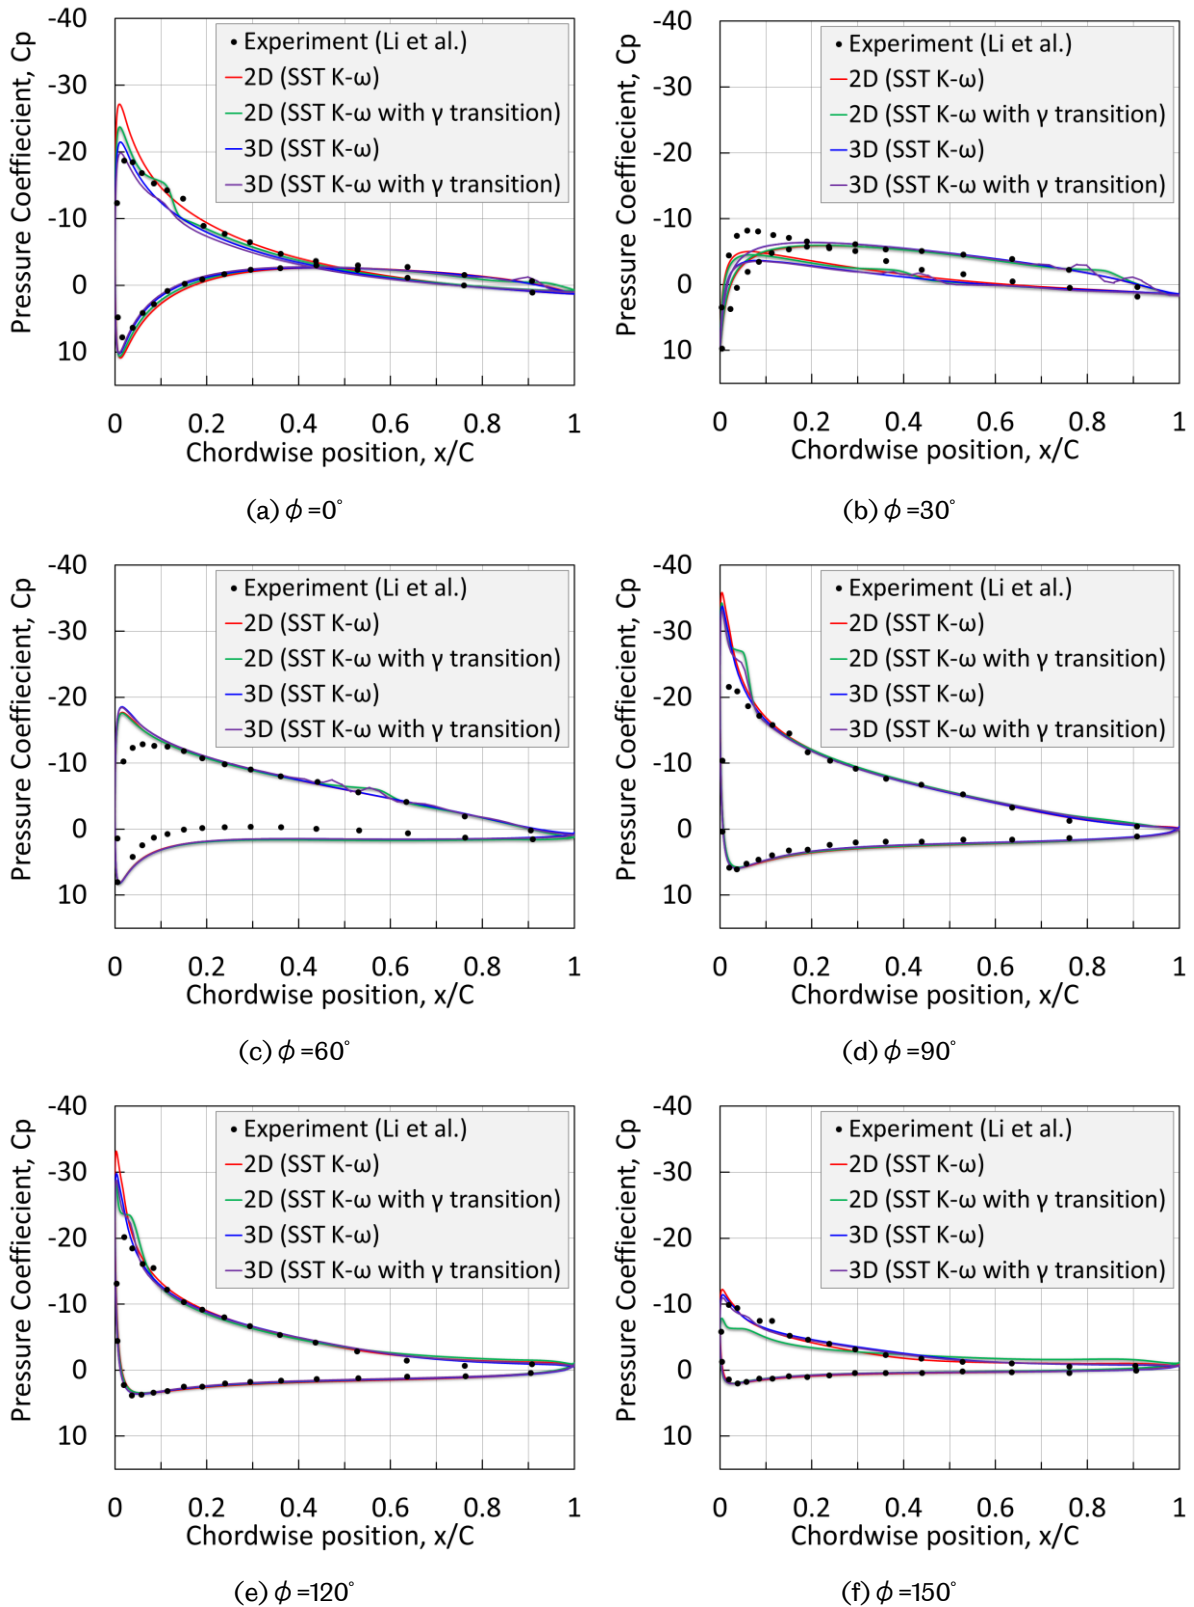 Pressure Coeffiecient, Cp
-40
-30
-20
-10
0
10
Experiment (Li et al.)
2D (SST K-ω)
2D (SST K-ω with γ transition)
3D (SST K-ω)
3D (SST K-ω with γ transition)
0 0.2 0.4 0.6 0.8 1
Chordwise position, x/C
(a) ϕ =0°
Pressure Coeffiecient, Cp
-40
-30
-20
-10
0
10
Experiment (Li et al.)
2D (SST K-ω)
2D (SST K-ω with γ transition)
3D (SST K-ω)
3D (SST K-ω with γ transition)
0 0.2 0.4 0.6 0.8 1
Chordwise position, x/C
(b) ϕ =30°
Pressure Coeffiecient, Cp
-40
-30
-20
-10
0
10
Experiment (Li et al.)
2D (SST K-ω)
2D (SST K-ω with γ transition)
3D (SST K-ω)
3D (SST K-ω with γ transition)
0 0.2 0.4 0.6 0.8 1
Chordwise position, x/C
(c) ϕ =60°
Pressure Coeffiecient, Cp
-40
-30
-20
-10
0
10
Experiment (Li et al.)
2D (SST K-ω)
2D (SST K-ω with γ transition)
3D (SST K-ω)
3D (SST K-ω with γ transition)
0 0.2 0.4 0.6 0.8 1
Chordwise position, x/C
(d) ϕ =90°
Pressure Coeffiecient, Cp
-40
-30
-20
-10
0
10
Experiment (Li et al.)
2D (SST K-ω)
2D (SST K-ω with γ transition)
3D (SST K-ω)
3D (SST K-ω with γ transition)
0 0.2 0.4 0.6 0.8 1
Chordwise position, x/C
(e) ϕ =120°
Pressure Coeffiecient, Cp
-40
-30
-20
-10
0
10
Experiment (Li et al.)
2D (SST K-ω)
2D (SST K-ω with γ transition)
3D (SST K-ω)
3D (SST K-ω with γ transition)
0 0.2 0.4 0.6 0.8 1
Chordwise position, x/C
(f) ϕ =150°